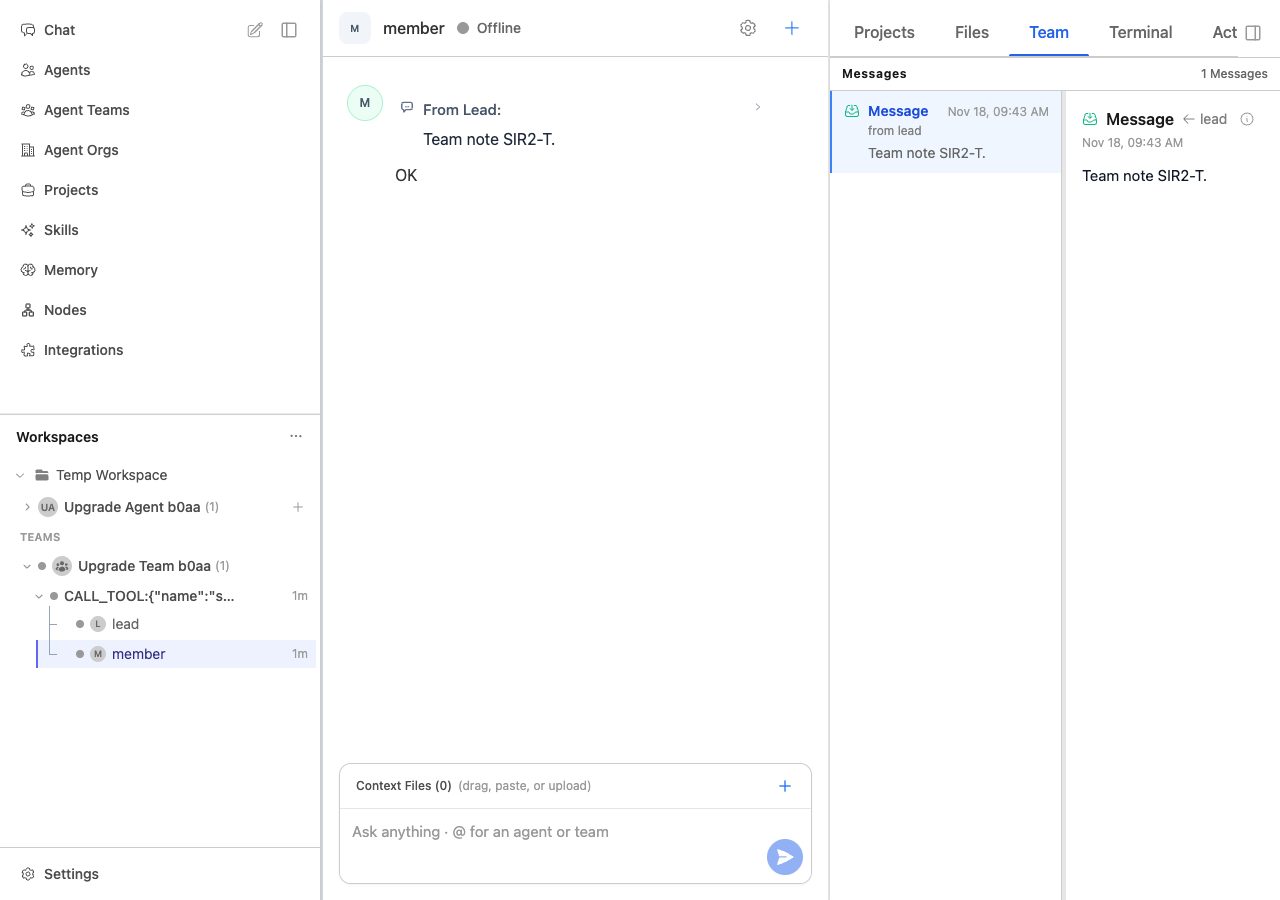 Chat
Agents
Agent Teams
Agent Orgs
Projects
Skills
Memory
Nodes
Integrations
Workspaces
Temp Workspace
UA Upgrade Agent b0aa (1)
TEAMS
Upgrade Team b0aa (1)
CALL_TOOL:{"name":"s... 1m
L lead
M member 1m
Settings
M member Offline
M From Lead:
Team note SIR2-T.
OK
Context Files (0) (drag, paste, or upload)
Ask anything · @ for an agent or team
Projects Files Team Terminal Act
Messages 1 Messages
Message Nov 18, 09:43 AM
from lead
Team note SIR2-T.
Message ← lead
Nov 18, 09:43 AM
Team note SIR2-T.